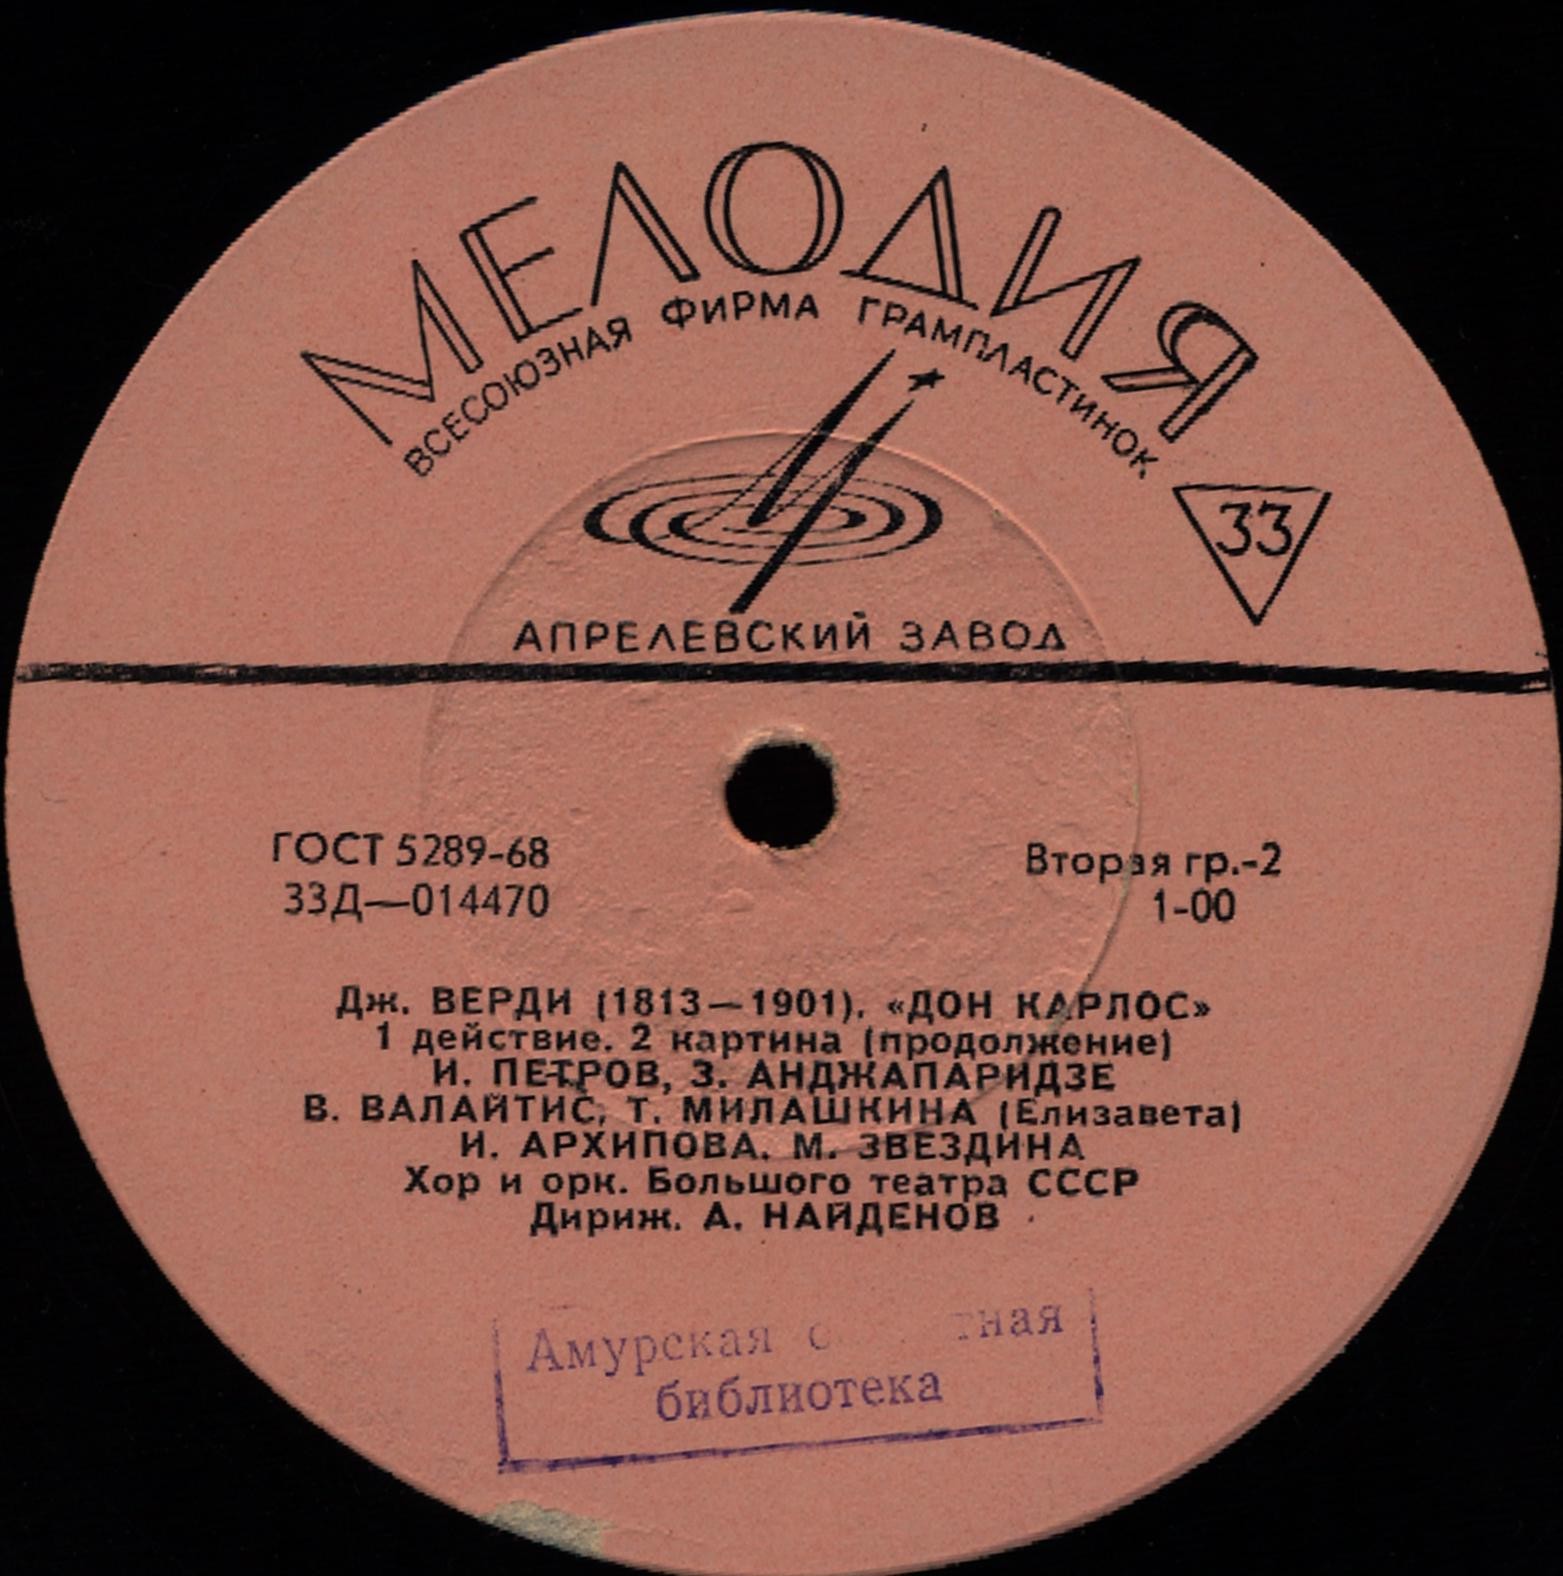 МЕЛОДИЯ
ВСЕСОЮЗНАЯ ФИРМА ГРАМПЛАСТИНОК
33
АПРЕЛЕВСКИЙ ЗАВОД
ГОСТ 5289-68
33Д—014470
Вторая гр.-2
1-00
Дж. ВЕРДИ (1813—1901). «ДОН КАРЛОС»
1 действие. 2 картина (продолжение)
И. ПЕТРОВ, З. АНДЖАПАРИДЗЕ
В. ВАЛАЙТИС, Т. МИЛАШКИНА (Елизавета)
И. АРХИПОВА. М. ЗВЕЗДИНА
Хор и орк. Большого театра СССР
Дириж. А. НАЙДЕНОВ
Амурская
библиотека